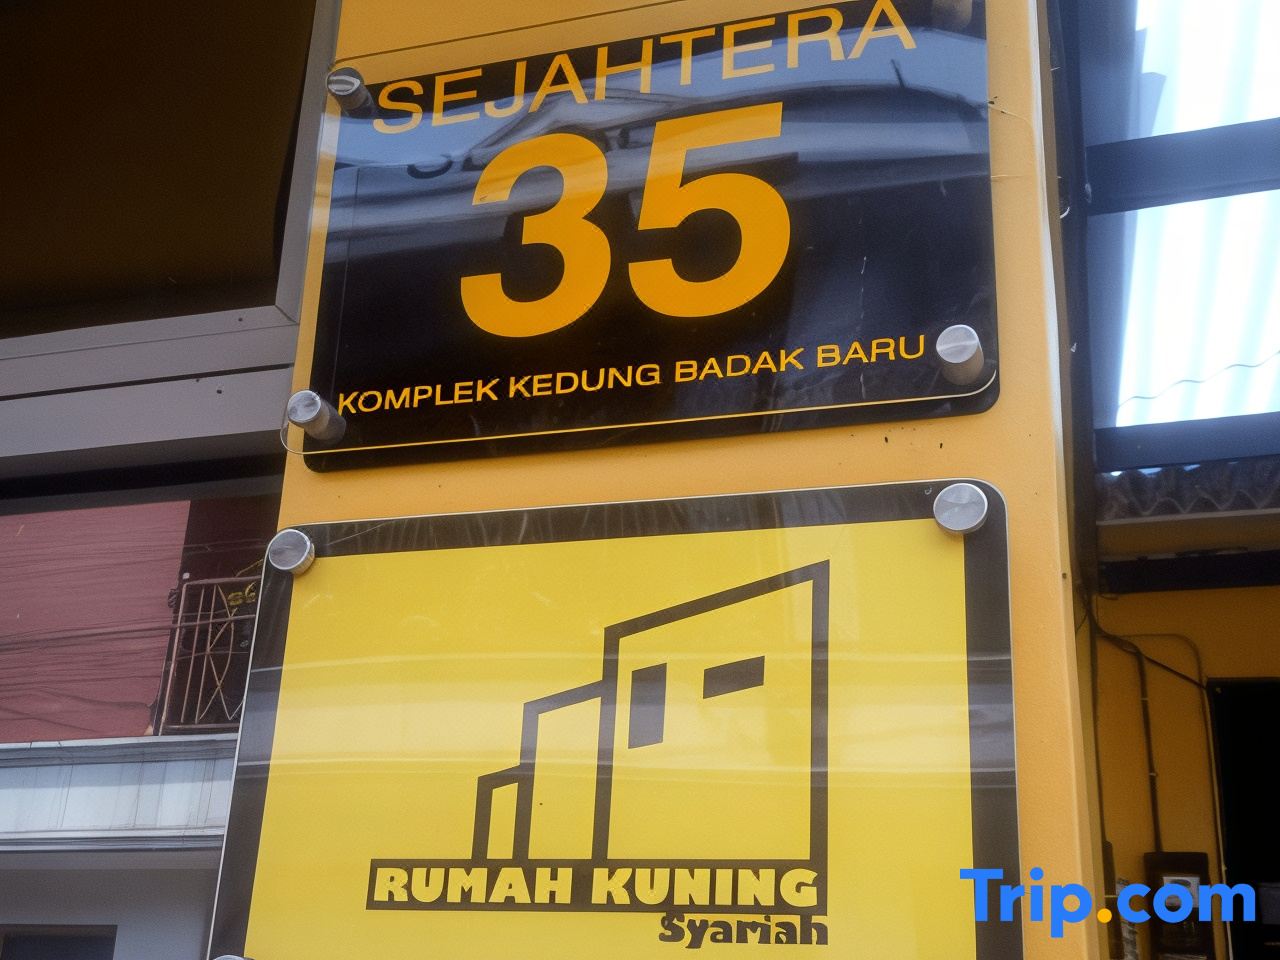 SEJAHTERA
35
KOMPLEK KEDUNG BADAK BARU
RUMAH KUNING
Syariah
Trip.com